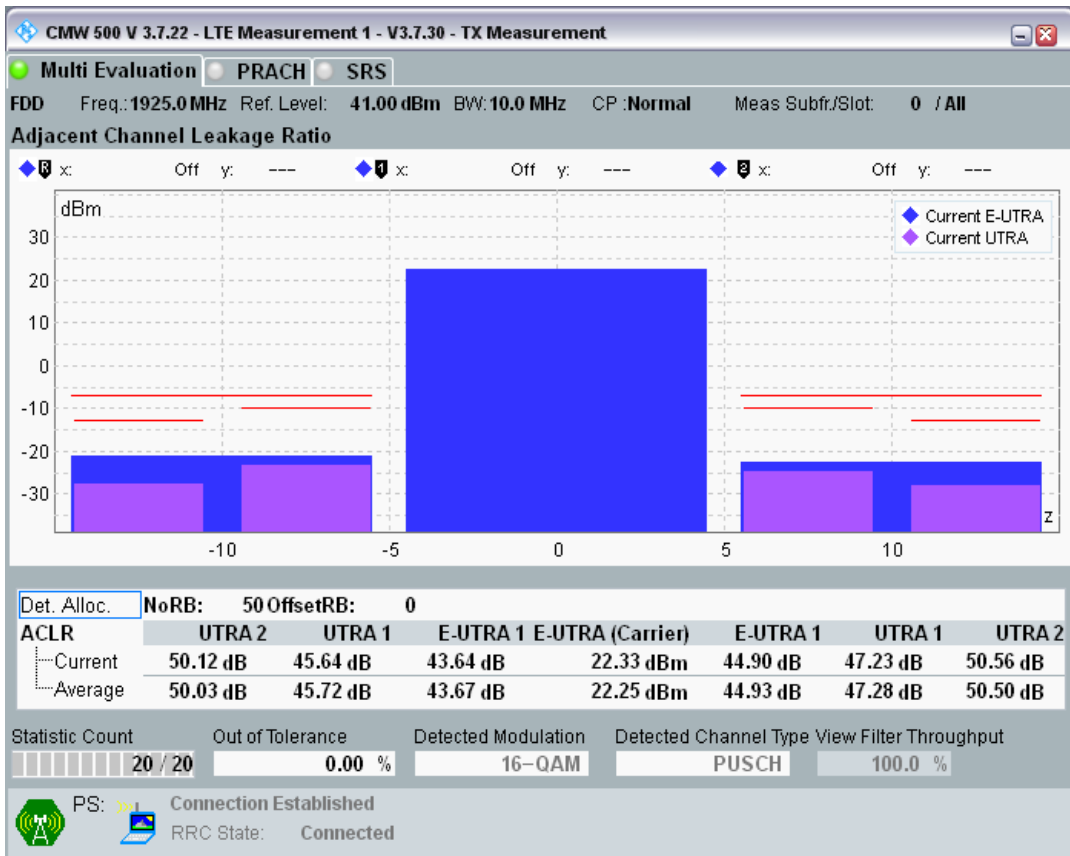 CMW 500 V 3.7.22 - LTE Measurement 1 - V3.7.30 - TX Measurement
Multi Evaluation PRACH SRS
FDD Freq.:1925.0 MHz Ref. Level: 41.00 dBm BW:10.0 MHz CP :Normal Meas Subfr./Slot: 0 / All
Adjacent Channel Leakage Ratio
R x: Off y: --- 1 x: Off y: --- 2 x: Off y: ---
dBm
Current E-UTRA
Current UTRA
30
20
10
0
-10
-20
-30
z
-10 -5 0 5 10
Det. Alloc. NoRB: 50 OffsetRB: 0
ACLR UTRA 2 UTRA 1 E-UTRA 1 E-UTRA (Carrier) E-UTRA 1 UTRA 1 UTRA 2
Current 50.12 dB 45.64 dB 43.64 dB 22.33 dBm 44.90 dB 47.23 dB 50.56 dB
Average 50.03 dB 45.72 dB 43.67 dB 22.25 dBm 44.93 dB 47.28 dB 50.50 dB
Statistic Count Out of Tolerance Detected Modulation Detected Channel Type View Filter Throughput
20 / 20 0.00 % 16-QAM PUSCH 100.0 %
PS: Connection Established
RRC State: Connected